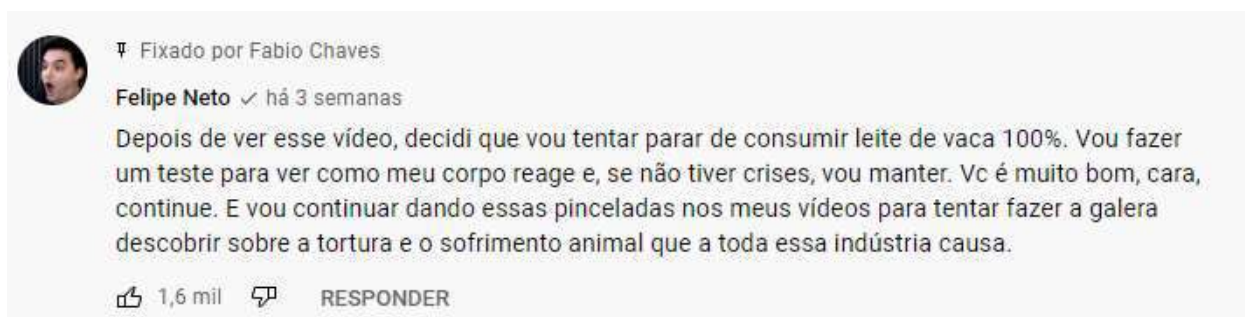 Fixado por Fabio Chaves
Felipe Neto há 3 semanas
Depois de ver esse vídeo, decidi que vou tentar parar de consumir leite de vaca 100%. Vou fazer
um teste para ver como meu corpo reage e, se não tiver crises, vou manter. Vc é muito bom, cara,
continue. E vou continuar dando essas pinceladas nos meus vídeos para tentar fazer a galera
descobrir sobre a tortura e o sofrimento animal que a toda essa indústria causa.
1,6 mil RESPONDER